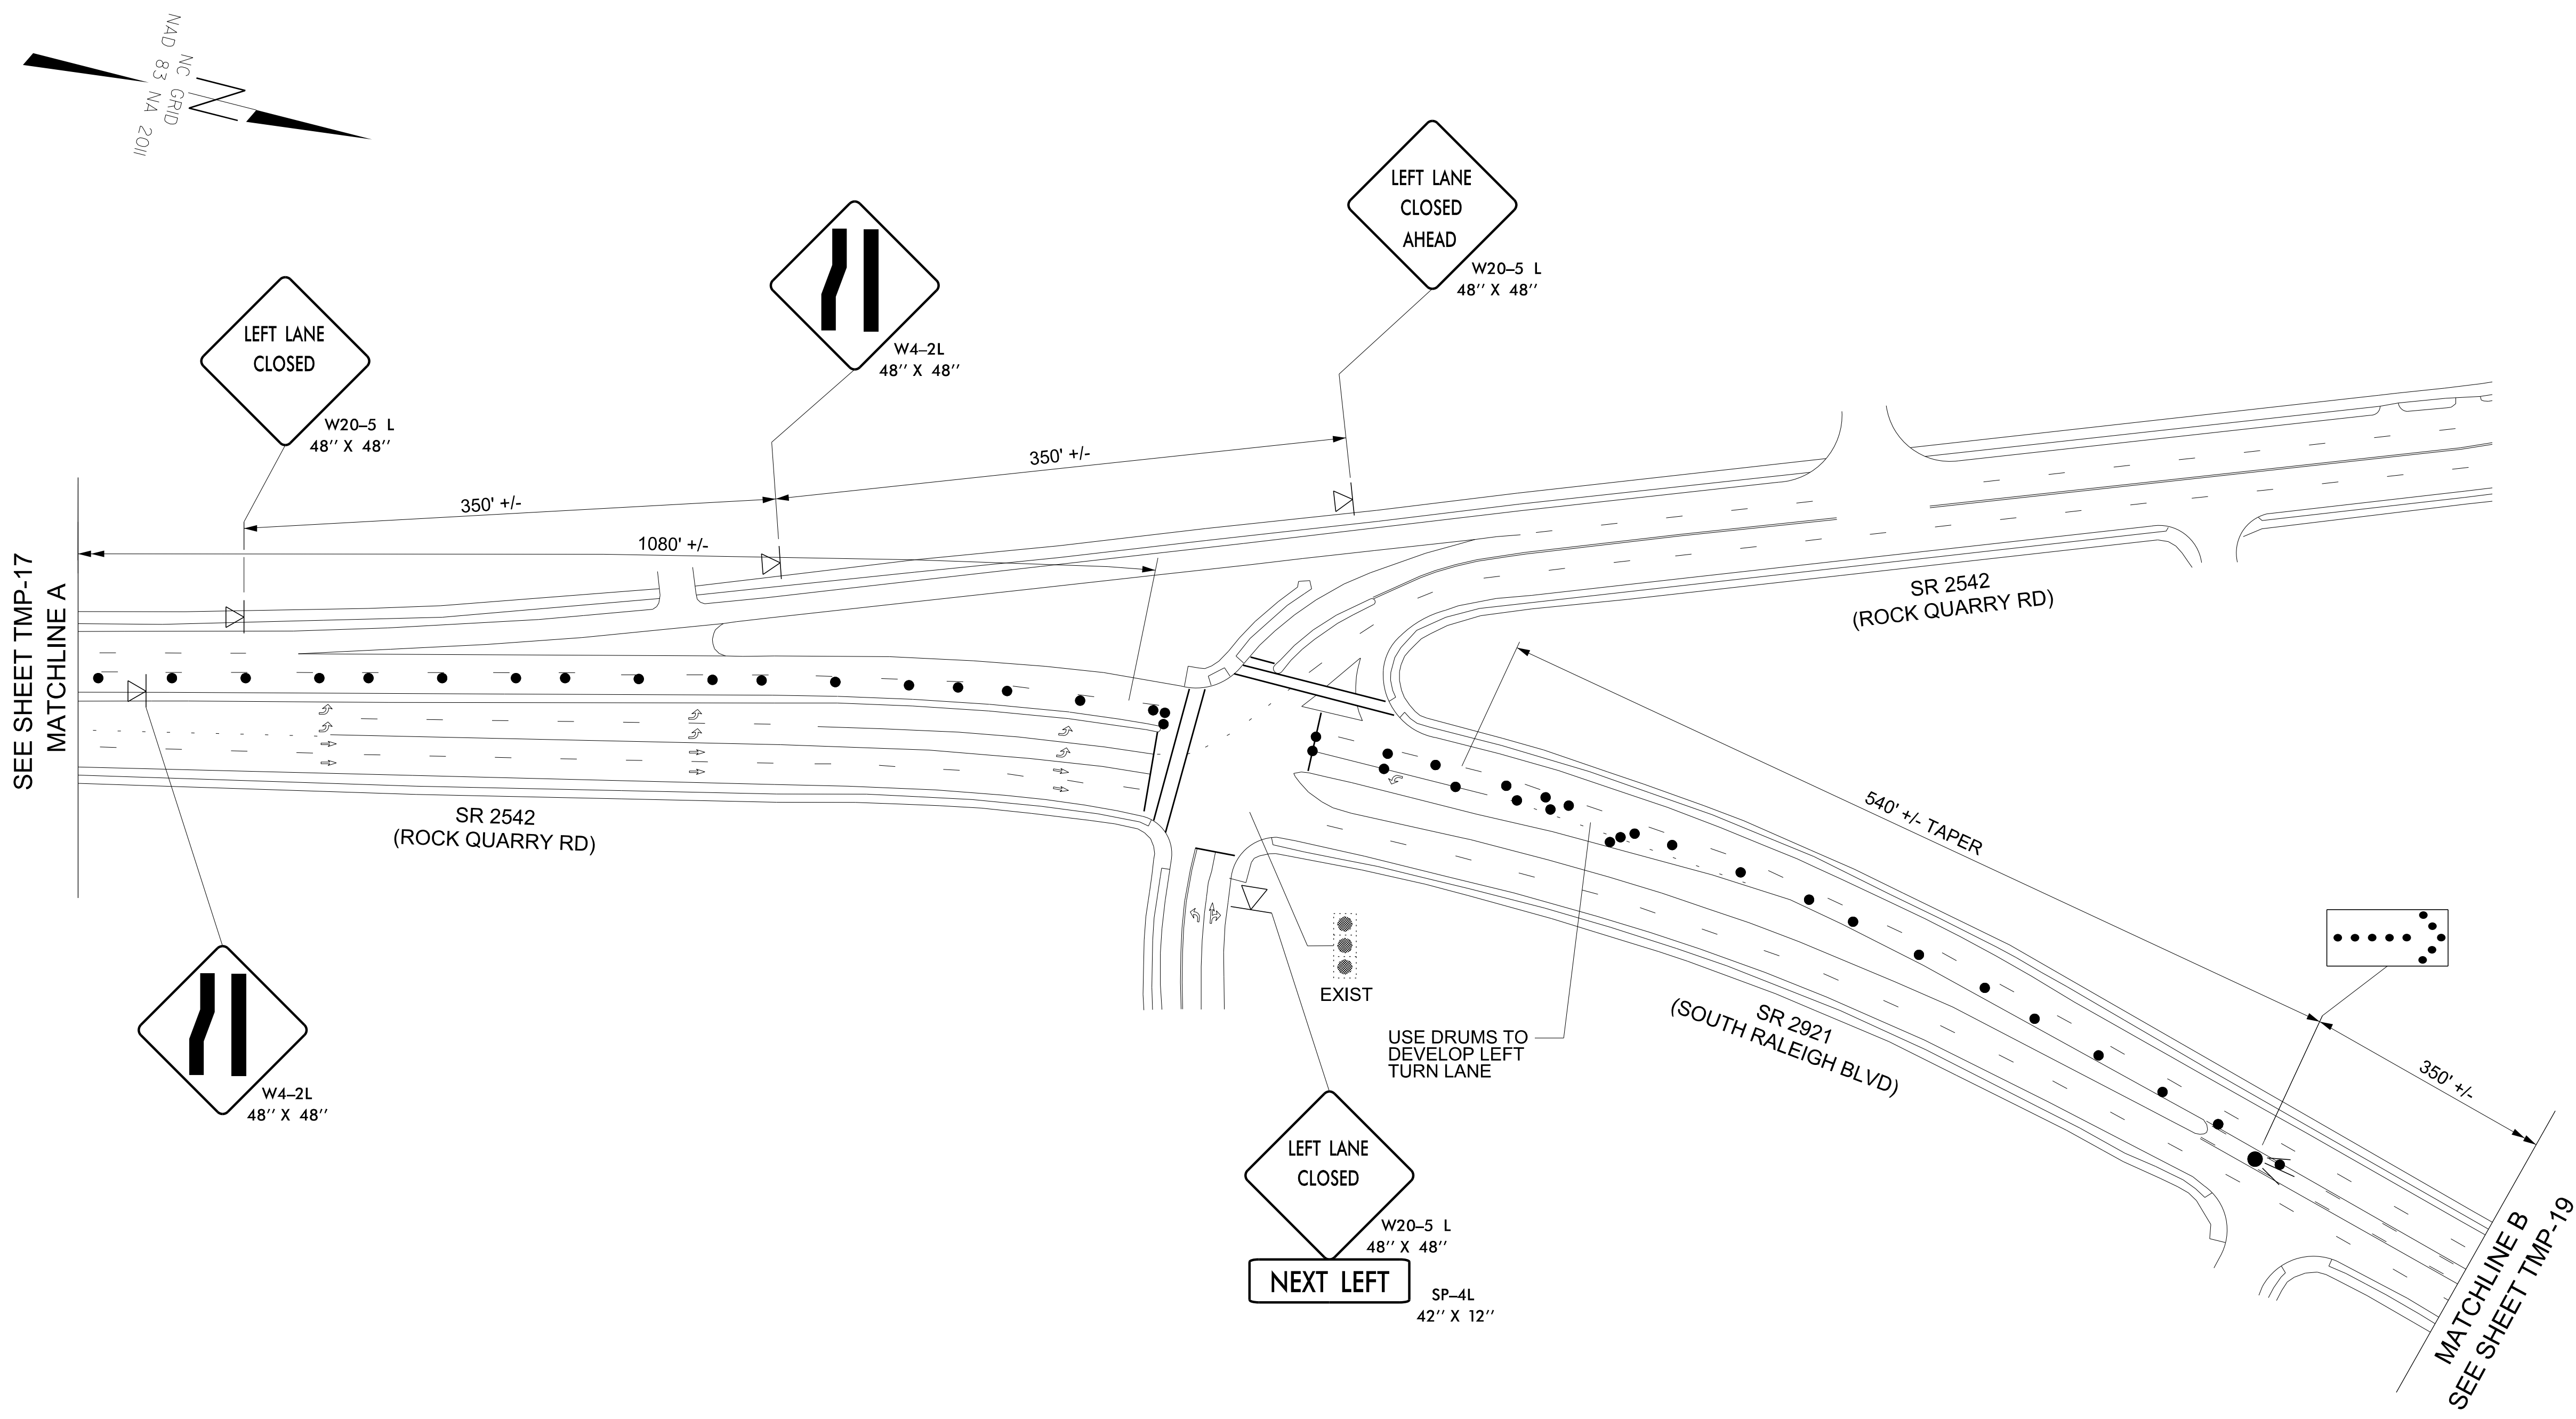 NC GRID
NAD 83 NA 2011
LEFT LANE
CLOSED
AHEAD
W20–5 L
48'' X 48''
W4–2L
48'' X 48''
LEFT LANE
CLOSED
W20–5 L
48'' X 48''
350' +/-
350' +/-
1080' +/-
SEE SHEET TMP-17
MATCHLINE A
SR 2542
(ROCK QUARRY RD)
SR 2542
(ROCK QUARRY RD)
540' +/- TAPER
350' +/-
W4–2L
48'' X 48''
EXIST
USE DRUMS TO
DEVELOP LEFT
TURN LANE
SR 2921
(SOUTH RALEIGH BLVD)
LEFT LANE
CLOSED
W20–5 L
48'' X 48''
NEXT LEFT
SP–4L
42'' X 12''
MATCHLINE B
SEE SHEET TMP-19